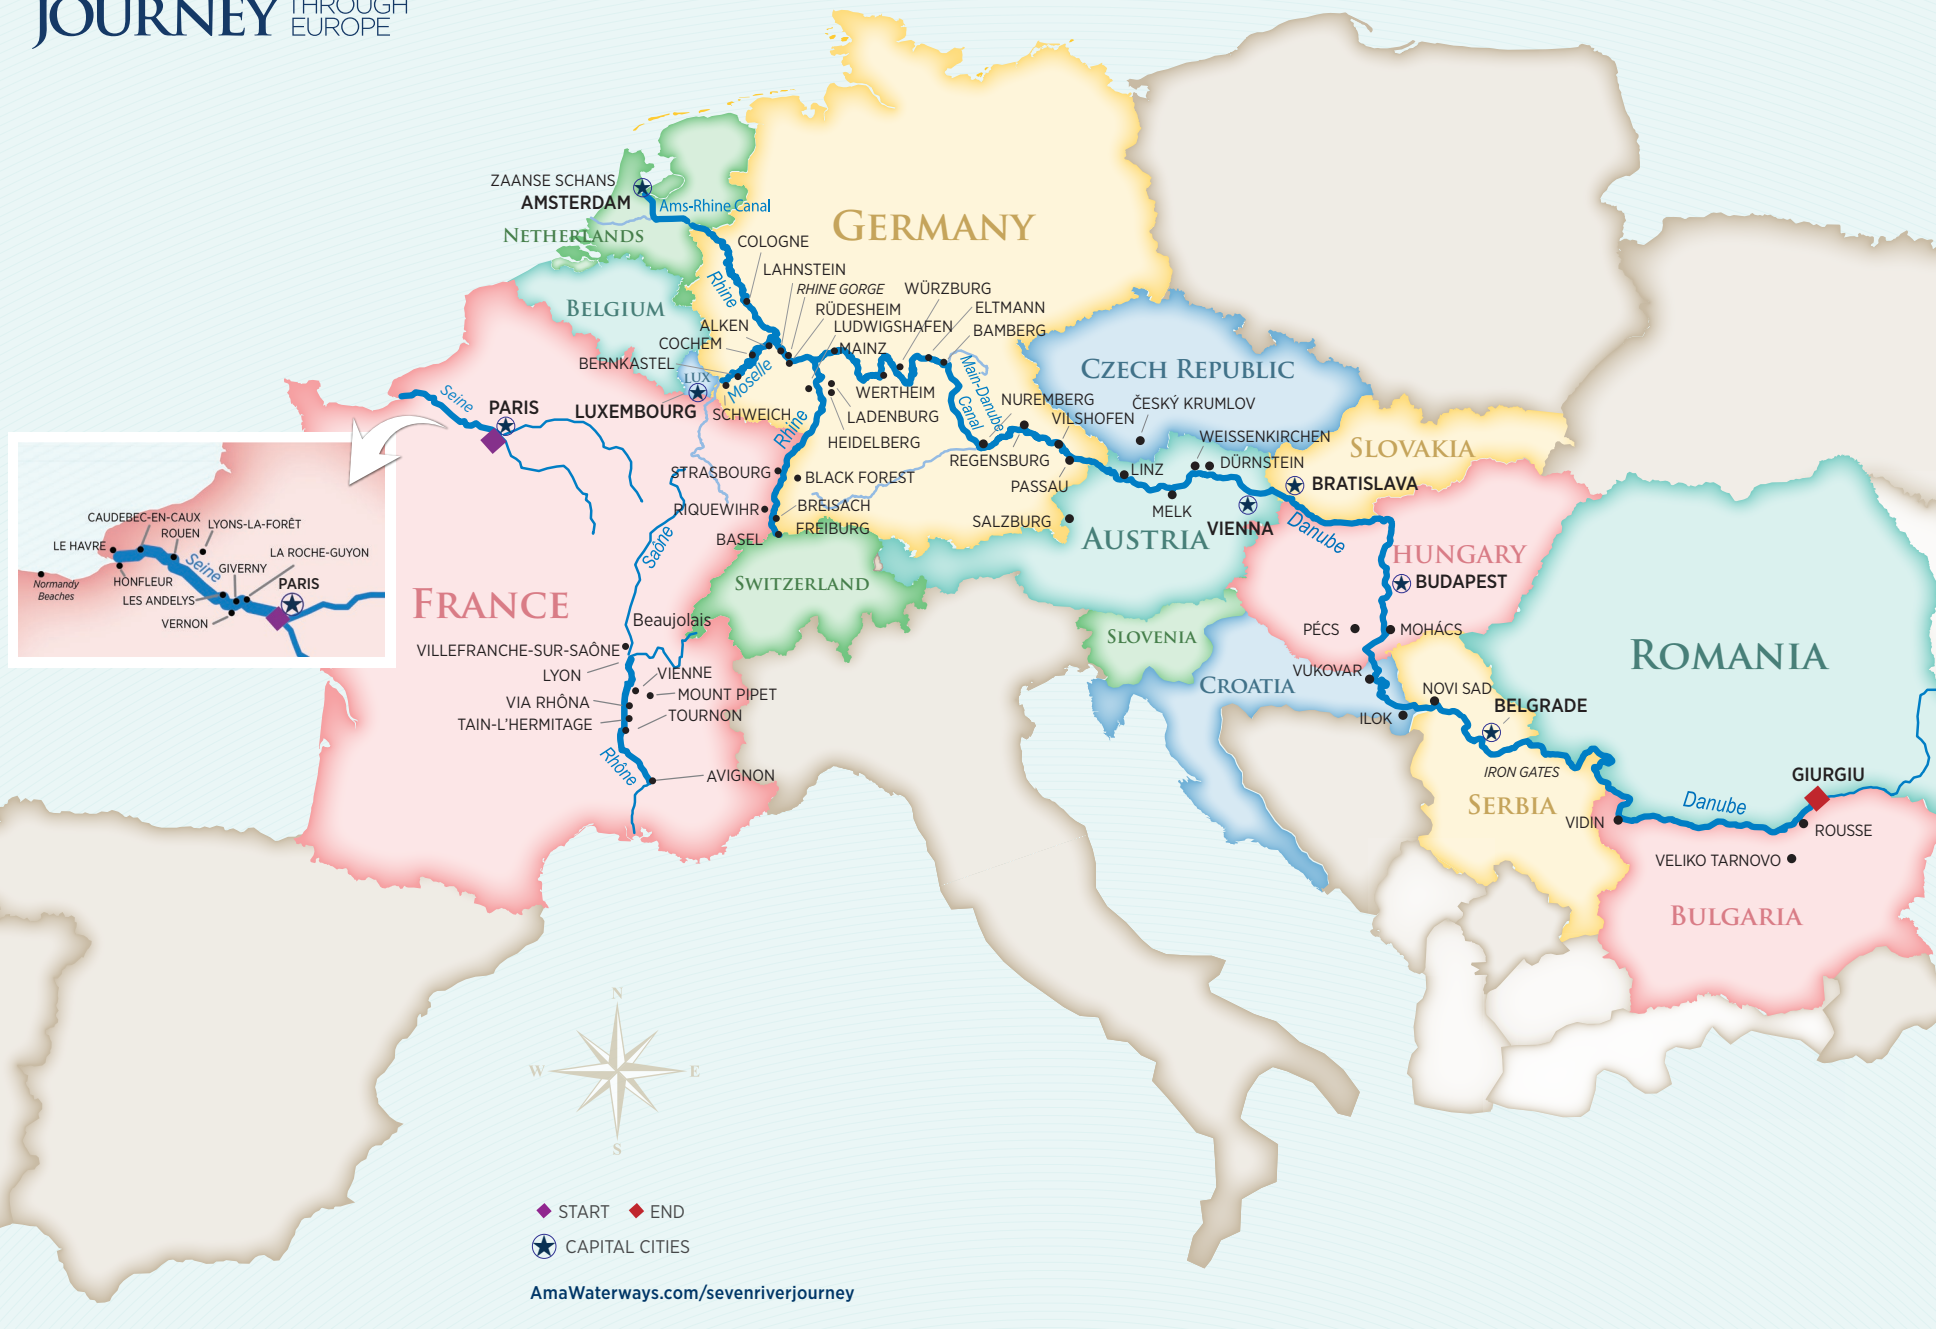 JOURNEY
THROUGH
EUROPE
ZAANSE SCHANS
AMSTERDAM
Ams-Rhine Canal
NETHERLANDS
GERMANY
COLOGNE
LAHNSTEIN
RHINE GORGE
WÜRZBURG
Rhine
RÜDESHEIM
ELTMANN
BELGIUM
ALKEN
LUDWIGSHAFEN
BAMBERG
COCHEM
MAINZ
BERNKASTEL
LUX
Moselle
Main-Danube
Canal
CZECH REPUBLIC
WERTHEIM
Seine
PARIS
LUXEMBOURG
SCHWEICH
LADENBURG
NUREMBERG
ČESKÝ KRUMLOV
VILSHOFEN
Rhine
HEIDELBERG
WEISSENKIRCHEN
SLOVAKIA
REGENSBURG
DÜRNSTEIN
STRASBOURG
BLACK FOREST
LINZ
PASSAU
BRATISLAVA
RIQUEWIHR
BREISACH
MELK
SALZBURG
FREIBURG
VIENNA
Danube
BASEL
AUSTRIA
Saône
HUNGARY
SWITZERLAND
BUDAPEST
CAUDEBEC-EN-CAUX
LYONS-LA-FORÊT
ROUEN
LE HAVRE
LA ROCHE-GUYON
Seine
GIVERNY
HONFLEUR
PARIS
Normandy
Beaches
LES ANDELYS
VERNON
FRANCE
Beaujolais
SLOVENIA
PÉCS
MOHÁCS
VILLEFRANCHE-SUR-SAÔNE
ROMANIA
LYON
VIENNE
VUKOVAR
CROATIA
NOVI SAD
MOUNT PIPET
VIA RHÔNA
BELGRADE
TOURNON
ILOK
TAIN-L'HERMITAGE
Rhône
AVIGNON
IRON GATES
GIURGIU
SERBIA
Danube
VIDIN
ROUSSE
VELIKO TARNOVO
BULGARIA
N
W
E
S
START
END
CAPITAL CITIES
AmaWaterways.com/sevenriverjourney